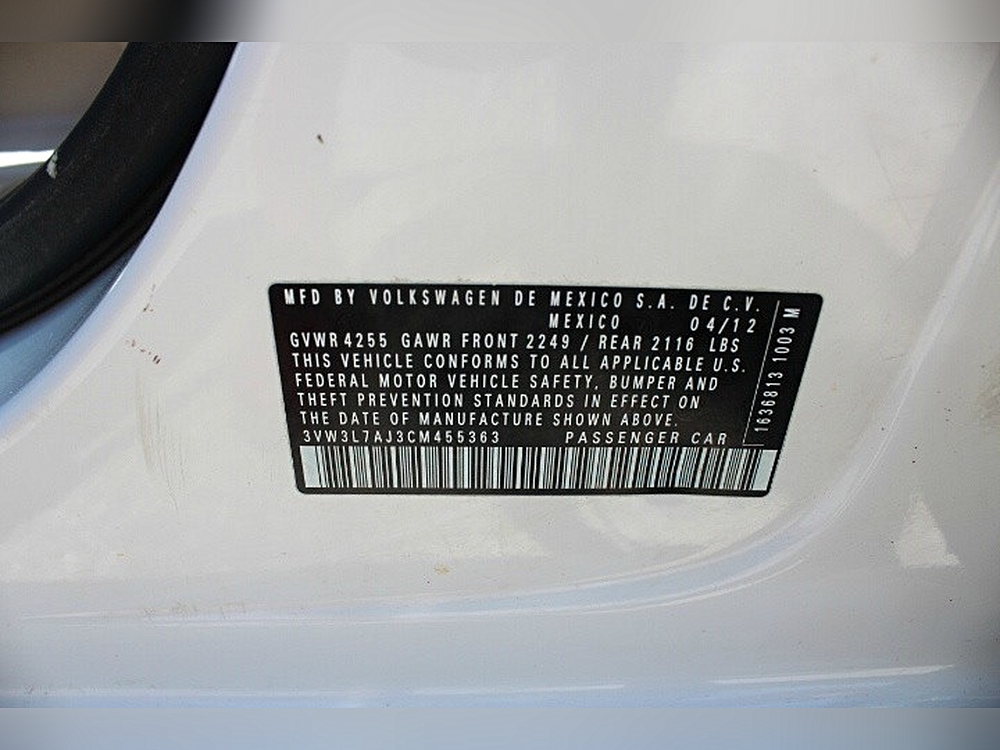 MFD BY VOLKSWAGEN DE MEXICO S.A. DE C.V.
MEXICO 04/12
GVWR 4255 GAWR FRONT 2249 / REAR 2116 LBS
THIS VEHICLE CONFORMS TO ALL APPLICABLE U.S.
FEDERAL MOTOR VEHICLE SAFETY, BUMPER AND
THEFT PREVENTION STANDARDS IN EFFECT ON
THE DATE OF MANUFACTURE SHOWN ABOVE.
3VW3L7AJ3CM455363 PASSENGER CAR
1636813 1003 M